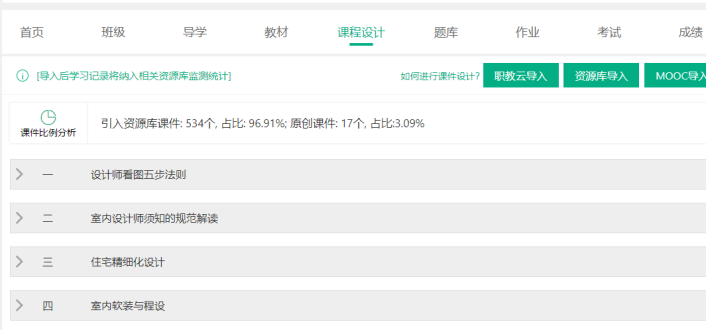 首页 班级 导学 教材 课程设计 题库 作业 考试 成绩
[导入后学习记录将纳入相关资源库监测统计] 如何进行课件设计? 职教云导入 资源库导入 MOOC导入
课件比例分析 引入资源库课件: 534个, 占比: 96.91%; 原创课件: 17个, 占比:3.09%
一 设计师看图五步法则
二 室内设计师须知的规范解读
三 住宅精细化设计
四 室内软装与程设